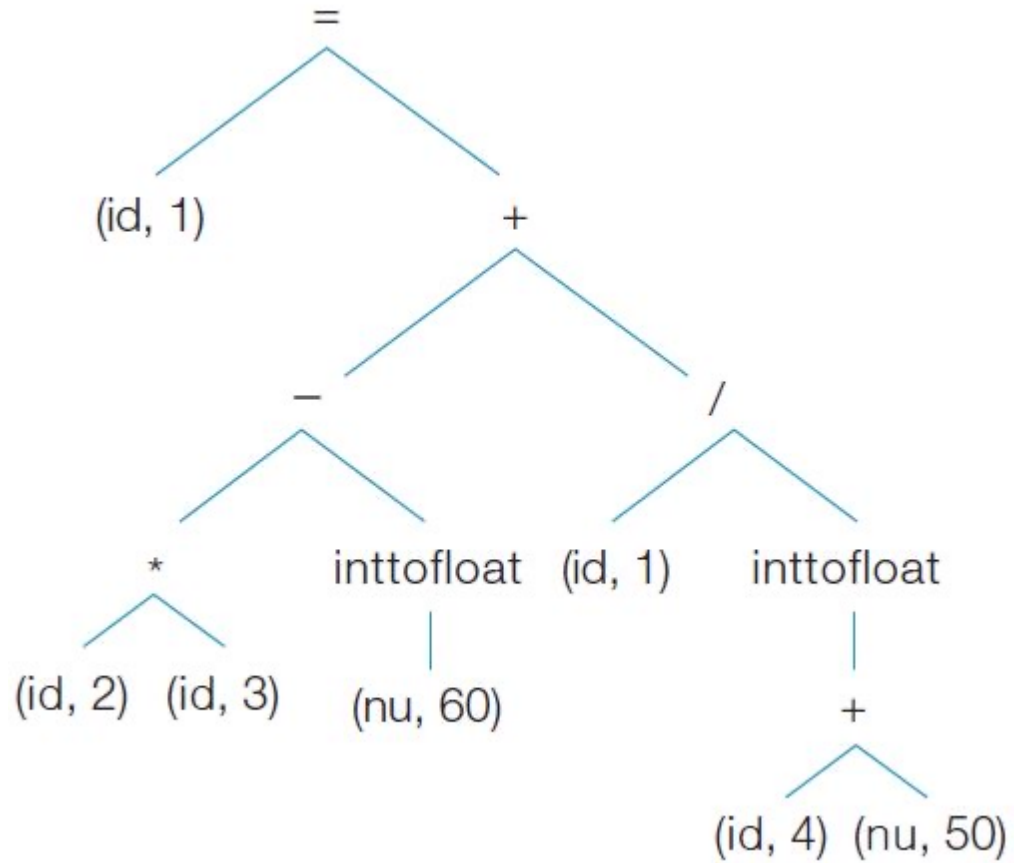 =
(id, 1) +
− /
* inttofloat (id, 1) inttofloat
(id, 2) (id, 3) (nu, 60)
+
(id, 4) (nu, 50)